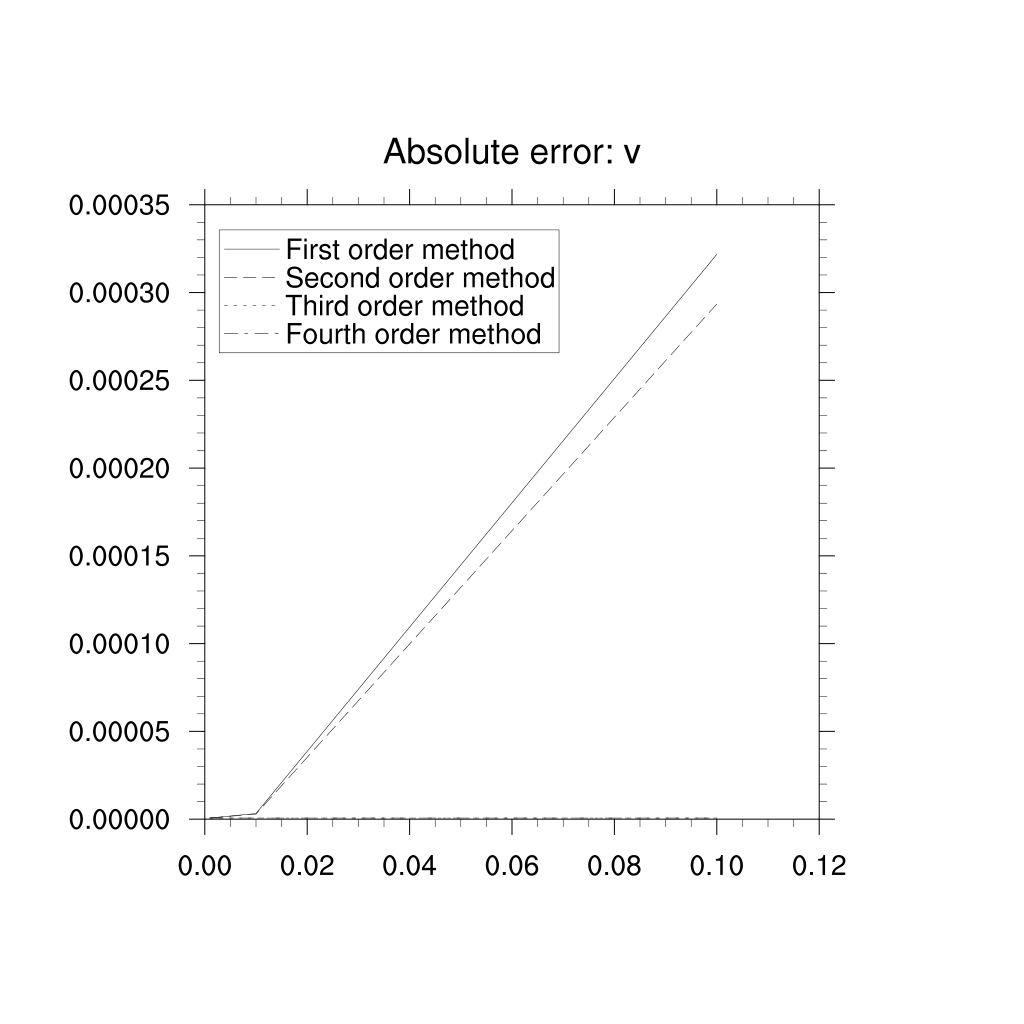 Absolute error: v
0.00035
0.00030
0.00025
0.00020
0.00015
0.00010
0.00005
0.00000
First order method
Second order method
Third order method
Fourth order method
0.00 0.02 0.04 0.06 0.08 0.10 0.12